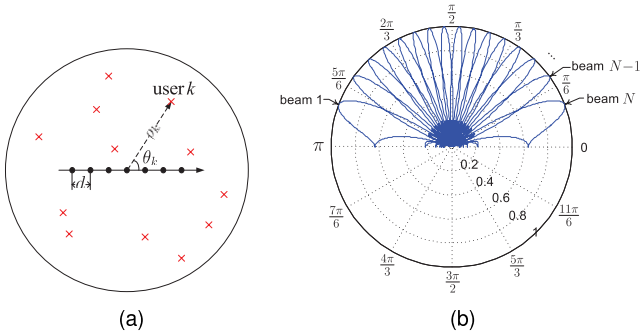 user k
ρk
θk
d
(a)
π/2
2π/3
π/3
5π/6
π/6
...
beam N−1
beam 1
beam N
π
0
0.2
0.4
0.6
0.8
1
7π/6
11π/6
4π/3
5π/3
3π/2
(b)